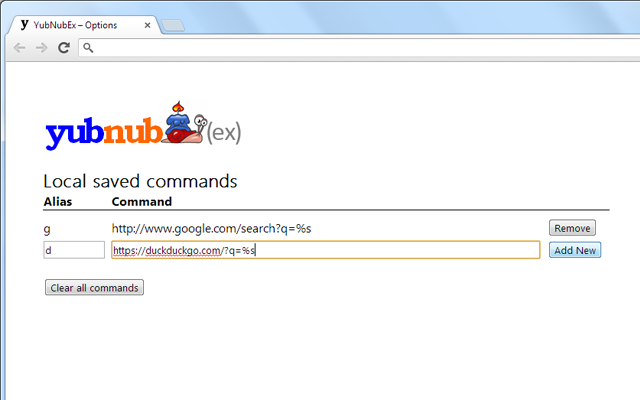 y YubNubEx – Options
yubnub(ex)
Local saved commands
Alias Command
g http://www.google.com/search?q=%s Remove
d https://duckduckgo.com/?q=%s Add New
Clear all commands